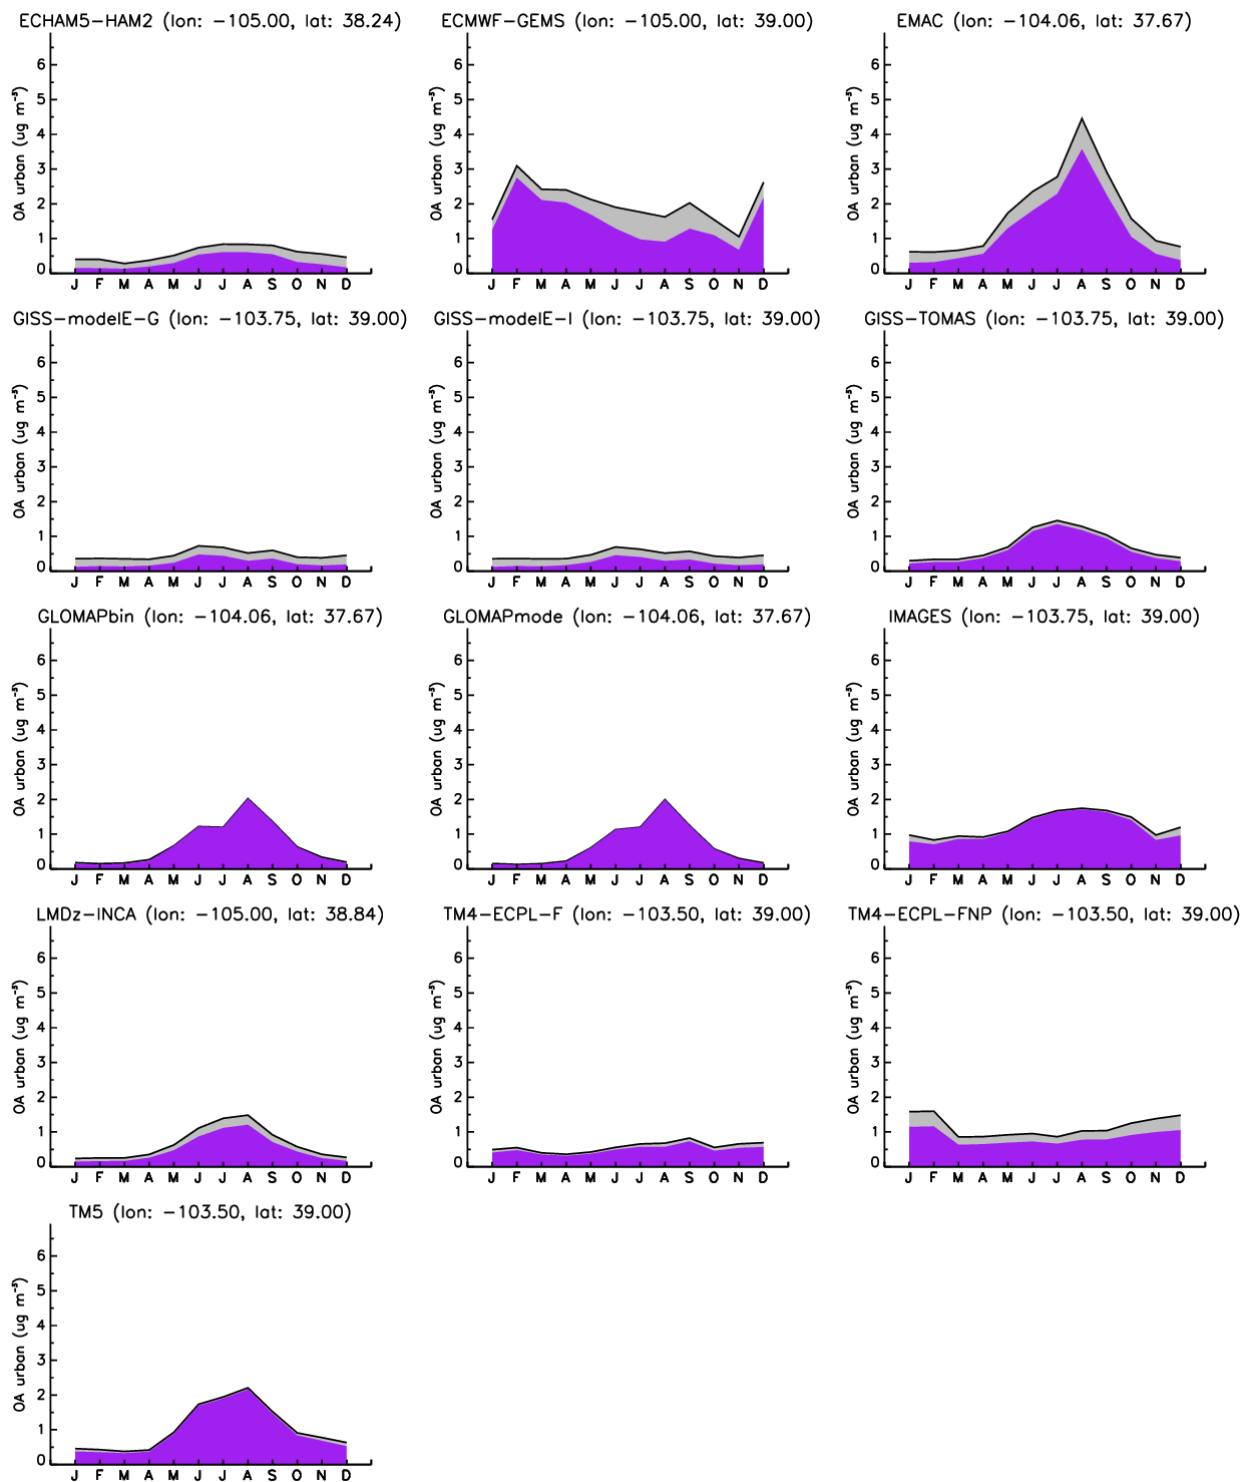 ECHAM5-HAM2 (lon: -105.00, lat: 38.24)
OA urban (ug m⁻³)
6
5
4
3
2
1
0
J F M A M J J A S O N D
ECMWF-GEMS (lon: -105.00, lat: 39.00)
OA urban (ug m⁻³)
6
5
4
3
2
1
0
J F M A M J J A S O N D
EMAC (lon: -104.06, lat: 37.67)
OA urban (ug m⁻³)
6
5
4
3
2
1
0
J F M A M J J A S O N D
GISS-modelE-G (lon: -103.75, lat: 39.00)
OA urban (ug m⁻³)
6
5
4
3
2
1
0
J F M A M J J A S O N D
GISS-modelE-I (lon: -103.75, lat: 39.00)
OA urban (ug m⁻³)
6
5
4
3
2
1
0
J F M A M J J A S O N D
GISS-TOMAS (lon: -103.75, lat: 39.00)
OA urban (ug m⁻³)
6
5
4
3
2
1
0
J F M A M J J A S O N D
GLOMAPbin (lon: -104.06, lat: 37.67)
OA urban (ug m⁻³)
6
5
4
3
2
1
0
J F M A M J J A S O N D
GLOMAPmode (lon: -104.06, lat: 37.67)
OA urban (ug m⁻³)
6
5
4
3
2
1
0
J F M A M J J A S O N D
IMAGES (lon: -103.75, lat: 39.00)
OA urban (ug m⁻³)
6
5
4
3
2
1
0
J F M A M J J A S O N D
LMDz-INCA (lon: -105.00, lat: 38.84)
OA urban (ug m⁻³)
6
5
4
3
2
1
0
J F M A M J J A S O N D
TM4-ECPL-F (lon: -103.50, lat: 39.00)
OA urban (ug m⁻³)
6
5
4
3
2
1
0
J F M A M J J A S O N D
TM4-ECPL-FNP (lon: -103.50, lat: 39.00)
OA urban (ug m⁻³)
6
5
4
3
2
1
0
J F M A M J J A S O N D
TM5 (lon: -103.50, lat: 39.00)
OA urban (ug m⁻³)
6
5
4
3
2
1
0
J F M A M J J A S O N D